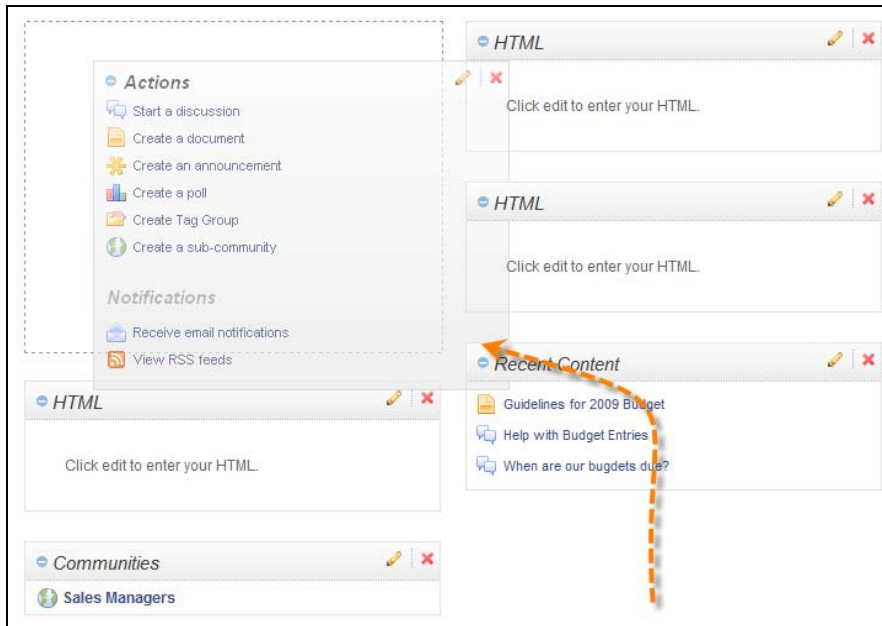 Actions
Start a discussion
Create a document
Create an announcement
Create a poll
Create Tag Group
Create a sub-community
Notifications
Receive email notifications
View RSS feeds
HTML
Click edit to enter your HTML.
Communities
Sales Managers
HTML
Click edit to enter your HTML.
HTML
Click edit to enter your HTML.
Recent Content
Guidelines for 2009 Budget
Help with Budget Entries
When are our bugdets due?